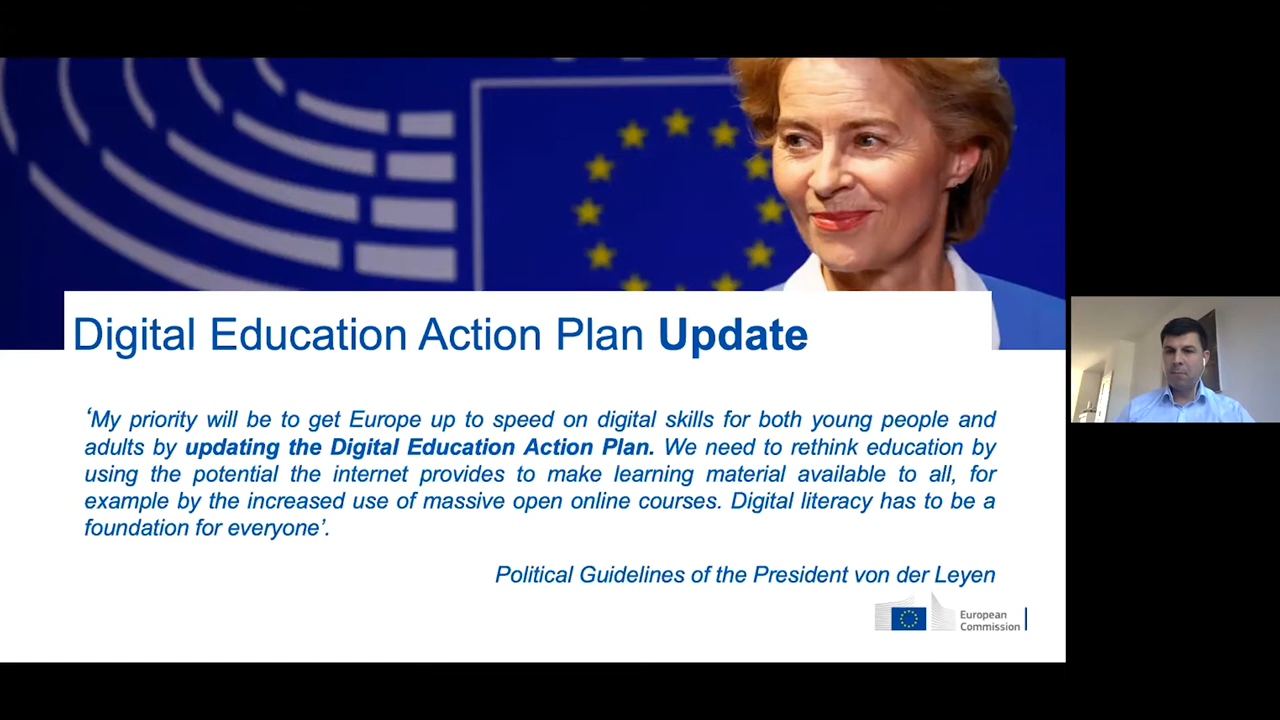 Digital Education Action Plan Update
‘My priority will be to get Europe up to speed on digital skills for both young people and
adults by updating the Digital Education Action Plan. We need to rethink education by
using the potential the internet provides to make learning material available to all, for
example by the increased use of massive open online courses. Digital literacy has to be a
foundation for everyone’.
Political Guidelines of the President von der Leyen
European
Commission